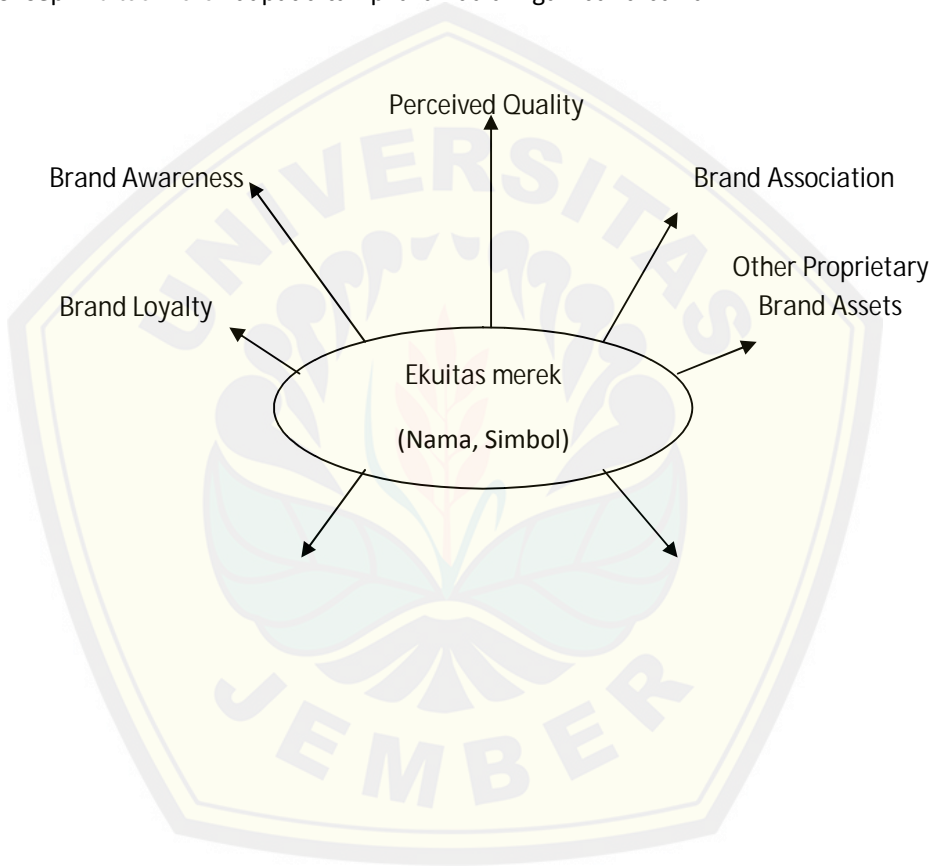 Perceived Quality
Brand Awareness
Brand Association
Other Proprietary
Brand Assets
Brand Loyalty
Ekuitas merek
(Nama, Simbol)
UNIVERSITAS
JEMBER